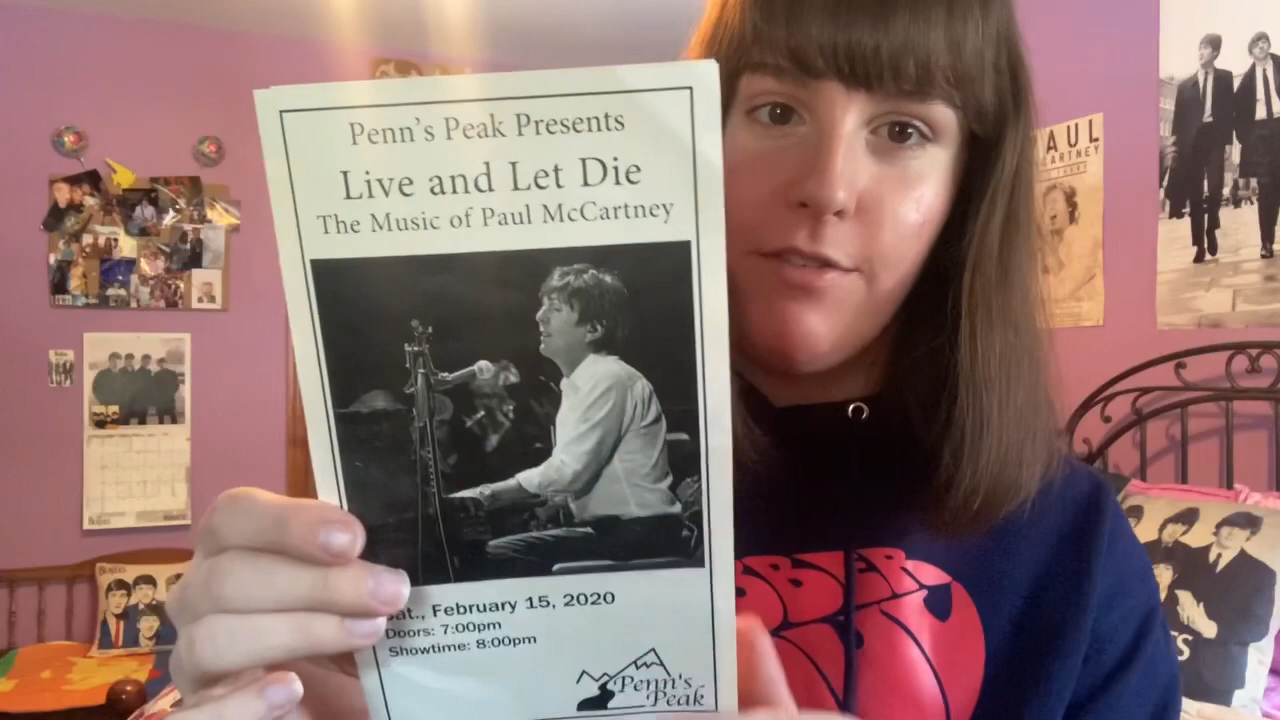 Penn's Peak Presents
Live and Let Die
The Music of Paul McCartney
Sat., February 15, 2020
Doors: 7:00pm
Showtime: 8:00pm
Penn's
Peak
AUL
CARTNEY
BBER